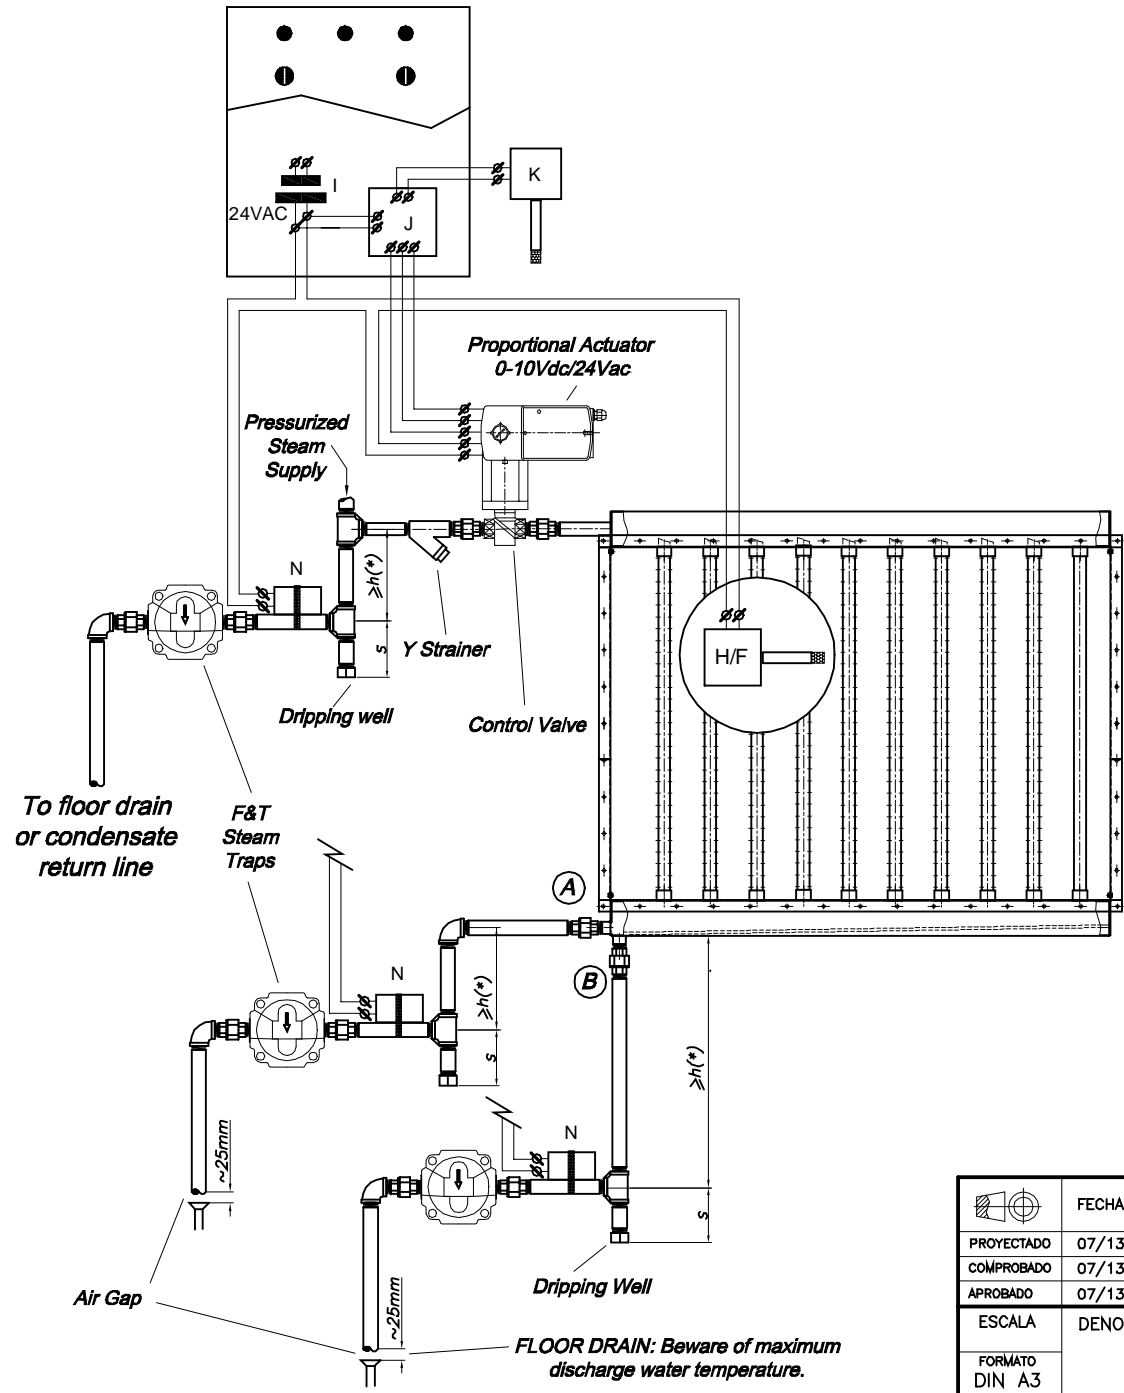 K
I
24VAC
J
Proportional Actuator
0-10Vdc/24Vac
Pressurized
Steam
Supply
N
≥h(*)
s
Y Strainer
H/F
Dripping well
Control Valve
To floor drain
or condensate
return line
F&T
Steam
Traps
A
B
N
≥h(*)
s
≥h(*)
N
~25mm
s
Dripping Well
Air Gap
~25mm
FLOOR DRAIN: Beware of maximum
discharge water temperature.
FECHA
PROYECTADO 07/13
COMPROBADO 07/13
APROBADO 07/13
ESCALA DENO
FORMATO
DIN A3